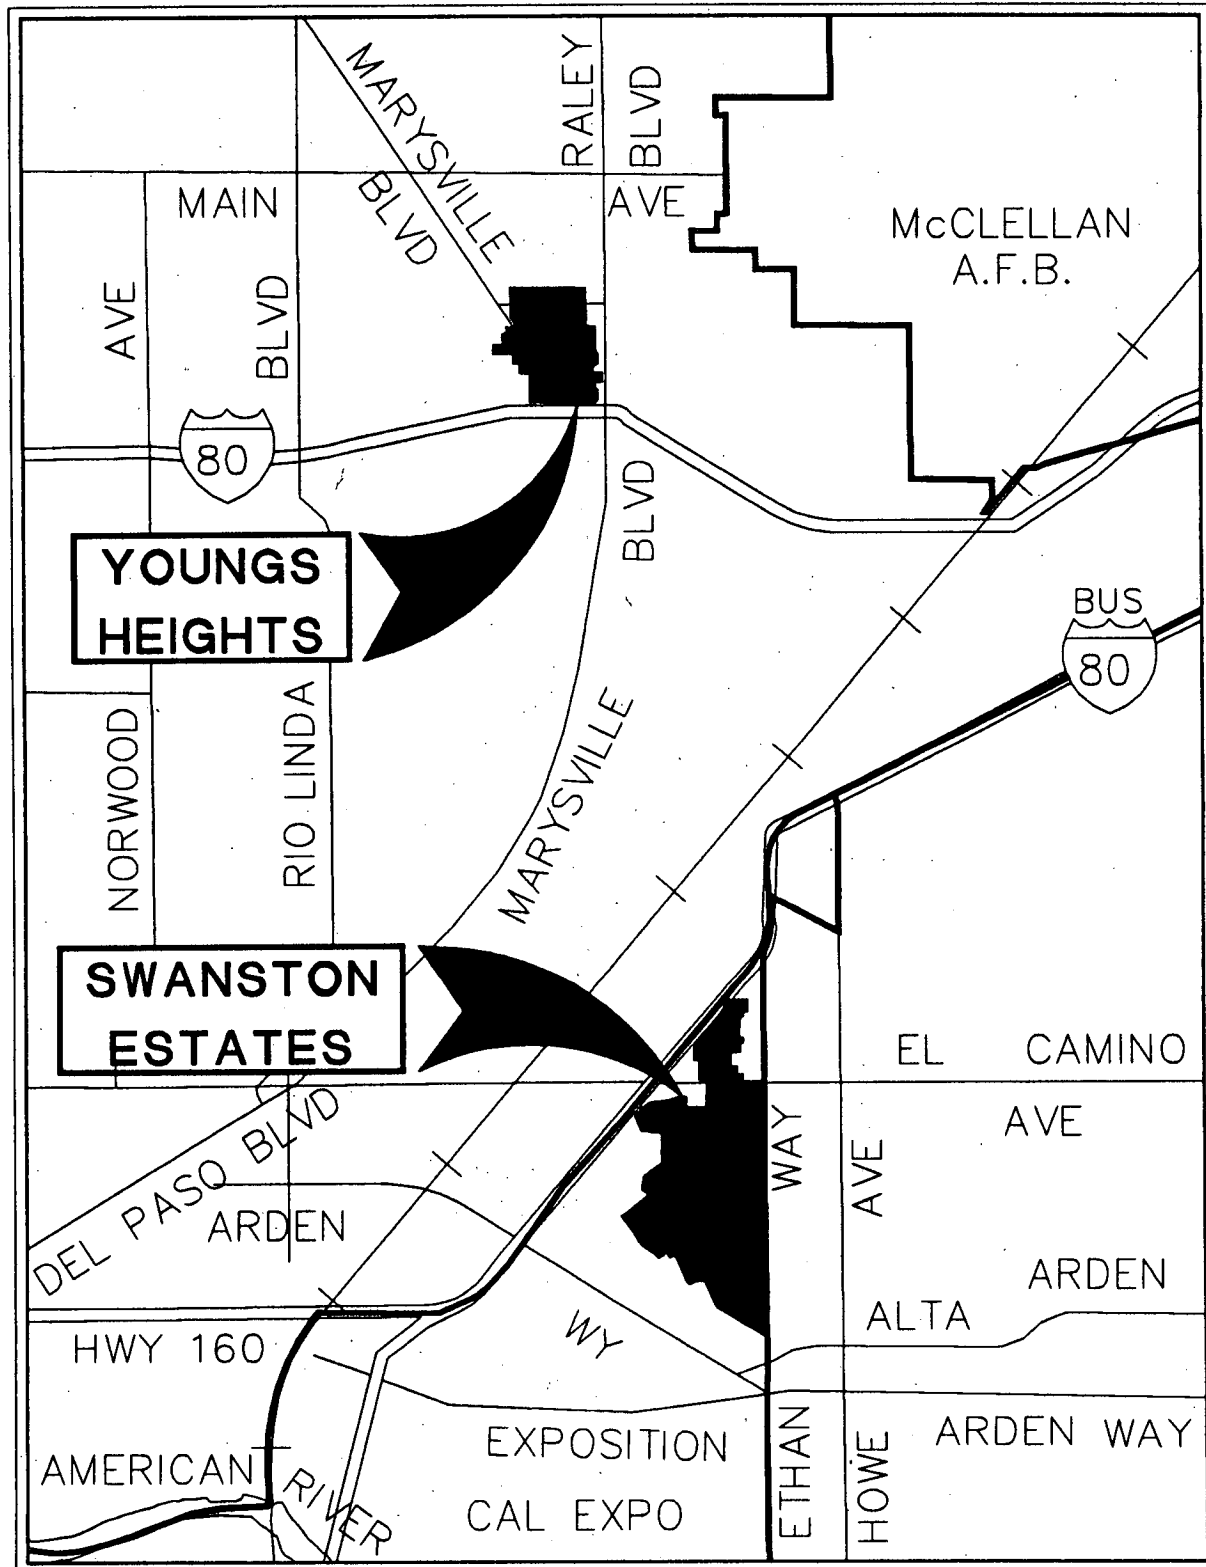 MARYSVILLE
BLVD
RALEY
BLVD
MAIN
AVE
McCLELLAN
A.F.B.
AVE
BLVD
80
BLVD
YOUNGS
HEIGHTS
BUS
80
NORWOOD
RIO LINDA
MARYSVILLE
SWANSTON
ESTATES
EL CAMINO
AVE
DEL PASO BLVD
WAY
AVE
ARDEN
WY
ARDEN
ALTA
HWY 160
ETHAN
HOWE
ARDEN WAY
EXPOSITION
AMERICAN
RIVER
CAL EXPO